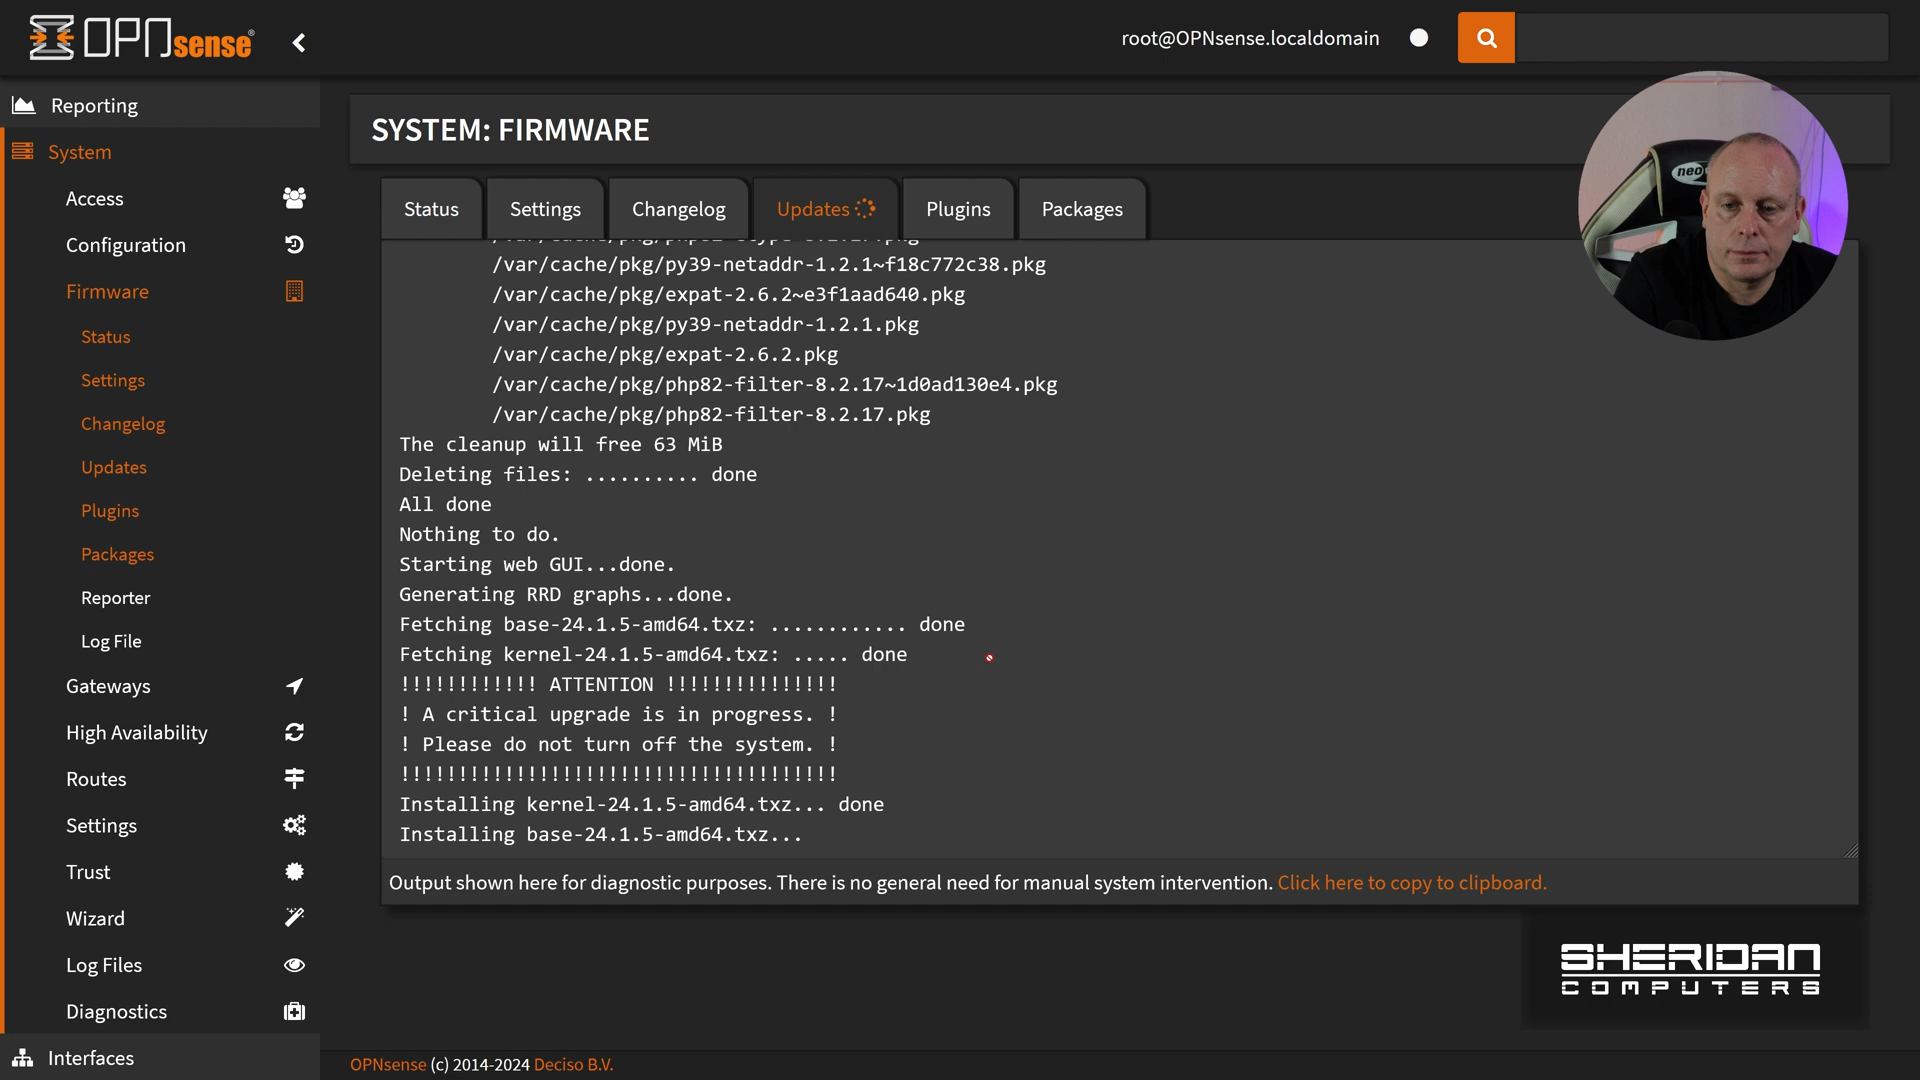 OPNsense®
root@OPNsense.localdomain
Reporting
System
Access
Configuration
Firmware
Status
Settings
Changelog
Updates
Plugins
Packages
Reporter
Log File
Gateways
High Availability
Routes
Settings
Trust
Wizard
Log Files
Diagnostics
Interfaces
SYSTEM: FIRMWARE
Status
Settings
Changelog
Updates
Plugins
Packages
/var/cache/pkg/py39-netaddr-1.2.1~f18c772c38.pkg
/var/cache/pkg/expat-2.6.2~e3f1aad640.pkg
/var/cache/pkg/py39-netaddr-1.2.1.pkg
/var/cache/pkg/expat-2.6.2.pkg
/var/cache/pkg/php82-filter-8.2.17~1d0ad130e4.pkg
/var/cache/pkg/php82-filter-8.2.17.pkg
The cleanup will free 63 MiB
Deleting files: .......... done
All done
Nothing to do.
Starting web GUI...done.
Generating RRD graphs...done.
Fetching base-24.1.5-amd64.txz: ............ done
Fetching kernel-24.1.5-amd64.txz: ..... done
!!!!!!!!!!!! ATTENTION !!!!!!!!!!!!!!!
! A critical upgrade is in progress. !
! Please do not turn off the system. !
!!!!!!!!!!!!!!!!!!!!!!!!!!!!!!!!!!!!!!
Installing kernel-24.1.5-amd64.txz... done
Installing base-24.1.5-amd64.txz...
Output shown here for diagnostic purposes. There is no general need for manual system intervention. Click here to copy to clipboard.
neo
SHERIDAN
COMPUTERS
OPNsense (c) 2014-2024 Deciso B.V.